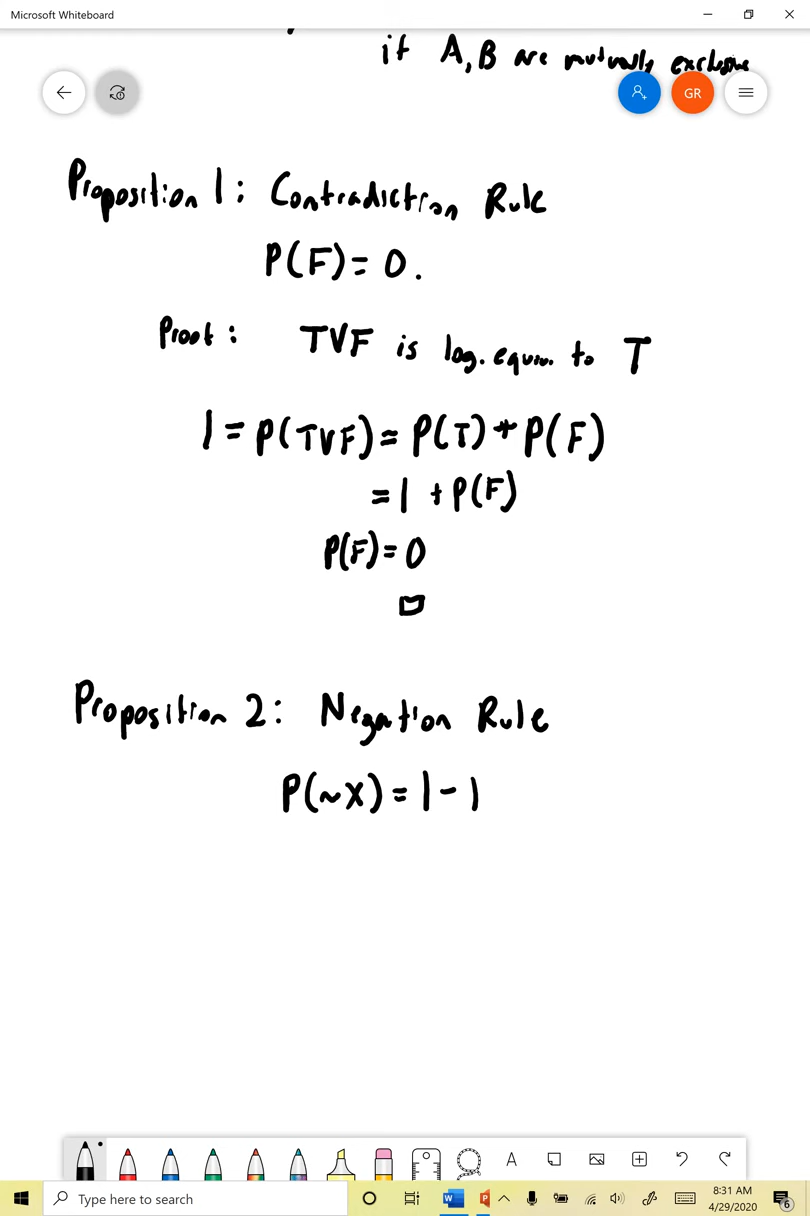 Microsoft Whiteboard
if A, B are mutually exclusive
GR
Proposition 1: Contradiction Rule
P(F) = 0.
Proof: TVF is log. equiv. to T
1 = P(TVF) = P(T) + P(F)
= 1 + P(F)
P(F) = 0
□
Proposition 2: Negation Rule
P(~X) = 1 - 1
A
Type here to search
8:31 AM
4/29/2020
6